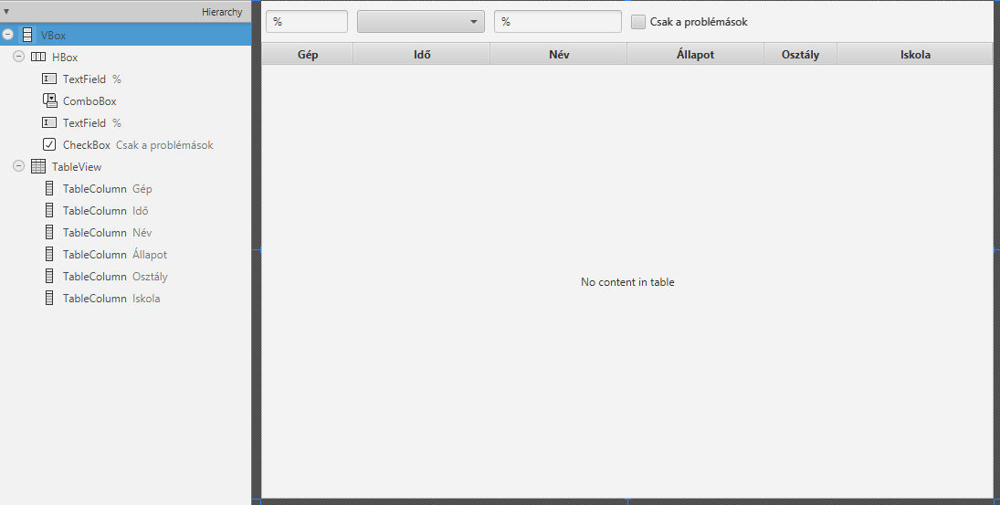 Hierarchy
VBox
HBox
TextField %
ComboBox
TextField %
CheckBox Csak a problémások
TableView
TableColumn Gép
TableColumn Idő
TableColumn Név
TableColumn Állapot
TableColumn Osztály
TableColumn Iskola
% % Csak a problémások
Gép Idő Név Állapot Osztály Iskola
No content in table